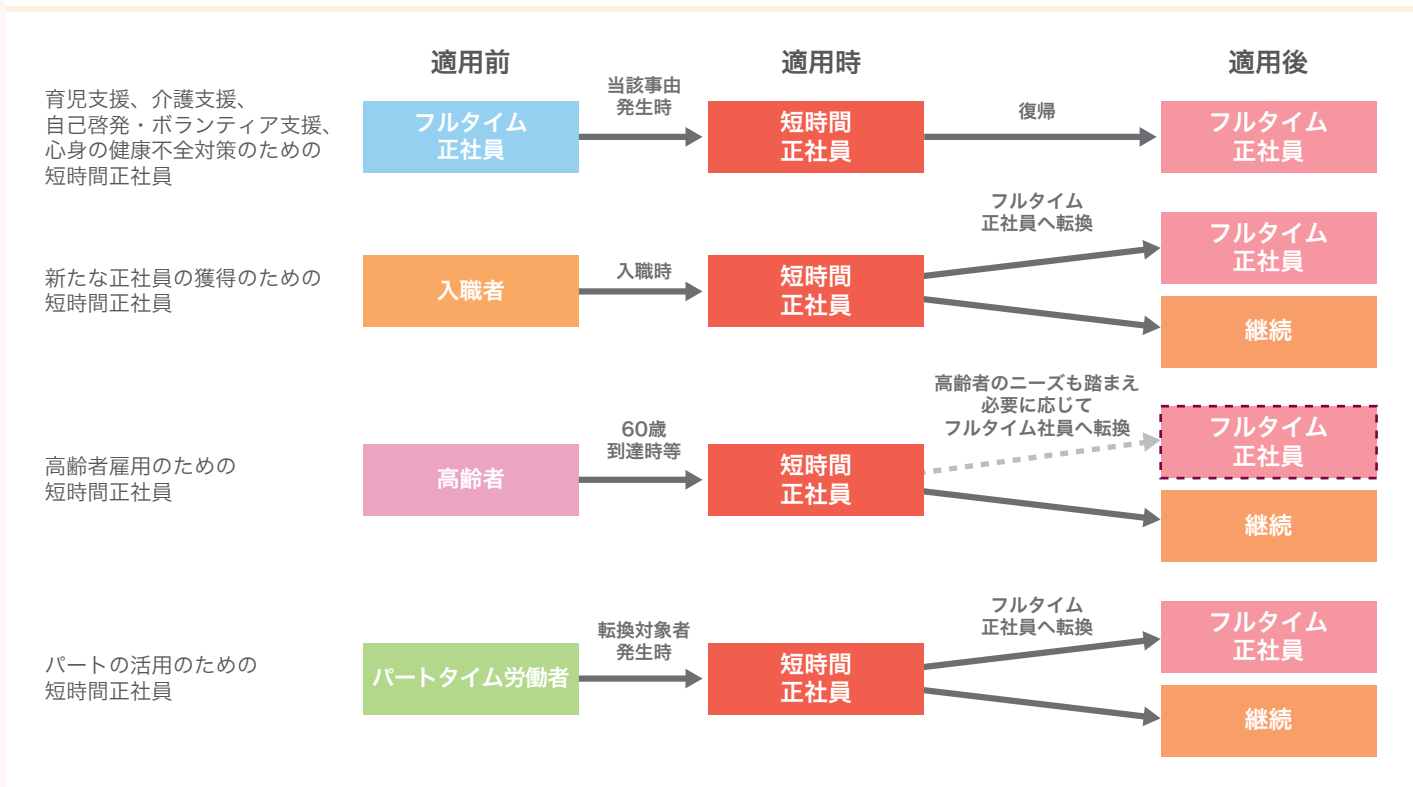 適用前
適用時
適用後
育児支援、介護支援、
自己啓発・ボランティア支援、
心身の健康不全対策のための
短時間正社員
フルタイム
正社員
当該事由
発生時
短時間
正社員
復帰
フルタイム
正社員
新たな正社員の獲得のための
短時間正社員
入職者
入職時
短時間
正社員
フルタイム
正社員へ転換
フルタイム
正社員
継続
高齢者雇用のための
短時間正社員
高齢者
60歳
到達時等
短時間
正社員
高齢者のニーズも踏まえ
必要に応じて
フルタイム社員へ転換
フルタイム
正社員
継続
パートの活用のための
短時間正社員
パートタイム労働者
転換対象者
発生時
短時間
正社員
フルタイム
正社員へ転換
フルタイム
正社員
継続